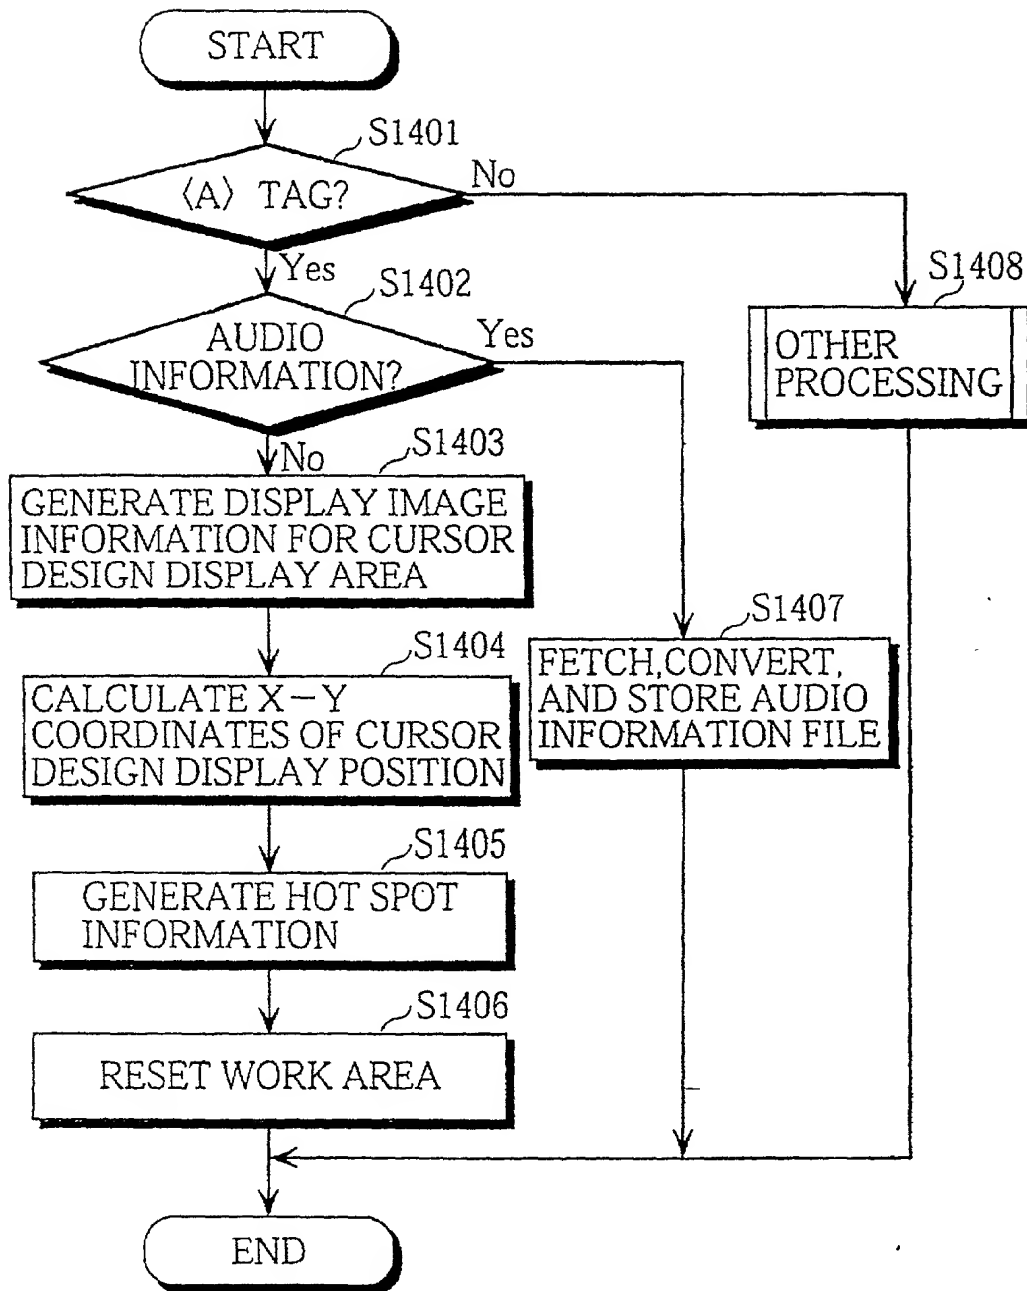 START
S1401
⟨A⟩ TAG?
No
Yes
S1402
S1408
AUDIO
INFORMATION?
Yes
OTHER
PROCESSING
No
S1403
GENERATE DISPLAY IMAGE
INFORMATION FOR CURSOR
DESIGN DISPLAY AREA
S1407
FETCH,CONVERT,
AND STORE AUDIO
INFORMATION FILE
S1404
CALCULATE X-Y
COORDINATES OF CURSOR
DESIGN DISPLAY POSITION
S1405
GENERATE HOT SPOT
INFORMATION
S1406
RESET WORK AREA
END